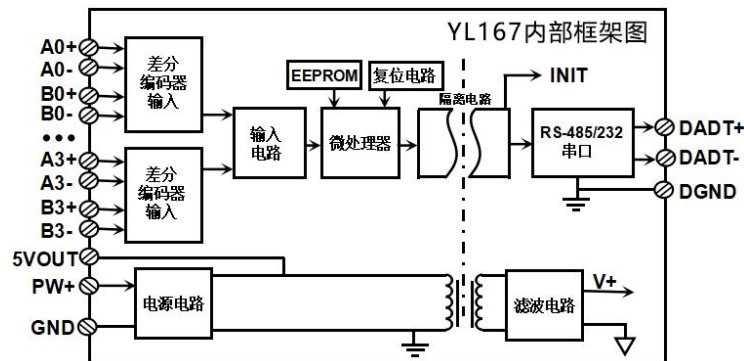 YL167内部框架图
A0+
A0-
B0+
B0-
•••
A3+
A3-
B3+
B3-
5VOUT
PW+
GND
差分
编码器
输入
差分
编码器
输入
输入
电路
EEPROM
复位电路
微处理器
隔离电路
INIT
RS-485/232
串口
DADT+
DADT-
DGND
电源电路
滤波电路
V+